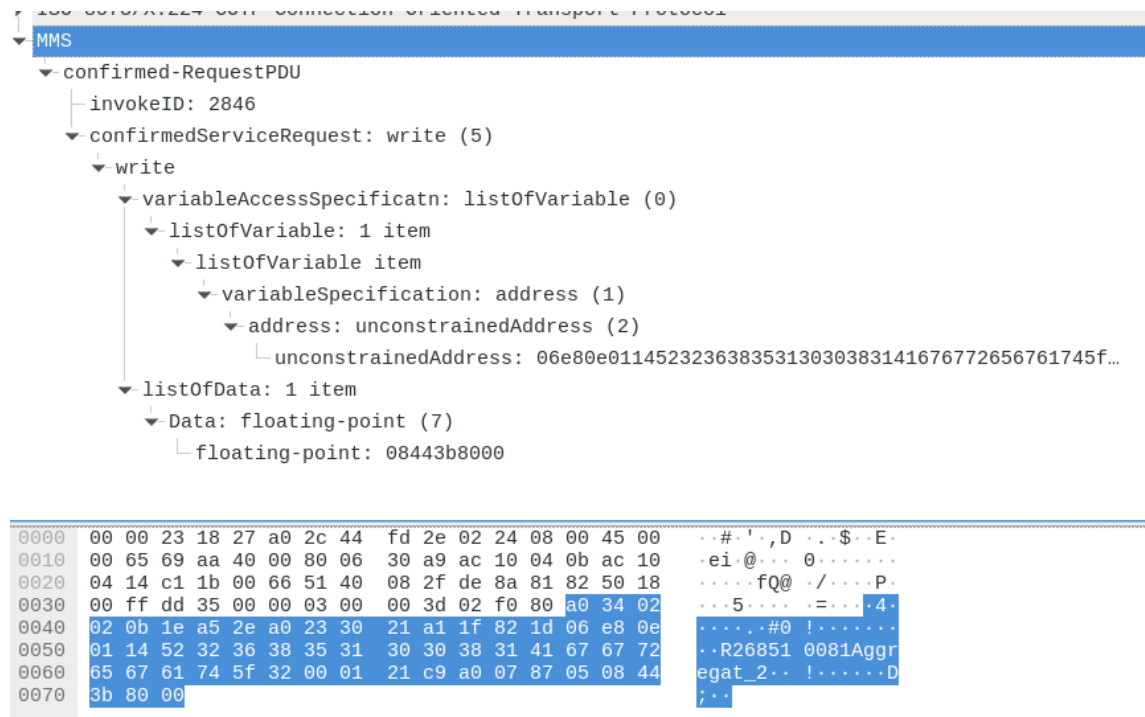 MMS
confirmed-RequestPDU
invokeID: 2846
confirmedServiceRequest: write (5)
write
variableAccessSpecificatn: listOfVariable (0)
listOfVariable: 1 item
listOfVariable item
variableSpecification: address (1)
address: unconstrainedAddress (2)
unconstrainedAddress: 06e80e01145232363835313030383141676772656761745f…
listOfData: 1 item
Data: floating-point (7)
floating-point: 08443b8000
0000 00 00 23 18 27 a0 2c 44 fd 2e 02 24 08 00 45 00 ··#·'·,D ·.·$··E·
0010 00 65 69 aa 40 00 80 06 30 a9 ac 10 04 0b ac 10 ·ei·@··· 0·······
0020 04 14 c1 1b 00 66 51 40 08 2f de 8a 81 82 50 18 ·····fQ@ ·/····P·
0030 00 ff dd 35 00 00 03 00 00 3d 02 f0 80 a0 34 02 ···5···· ·=····4·
0040 02 0b 1e a5 2e a0 23 30 21 a1 1f 82 1d 06 e8 0e ····.·#0 !·······
0050 01 14 52 32 36 38 35 31 30 30 38 31 41 67 67 72 ··R26851 0081Aggr
0060 65 67 61 74 5f 32 00 01 21 c9 a0 07 87 05 08 44 egat_2·· !······D
0070 3b 80 00 ;··